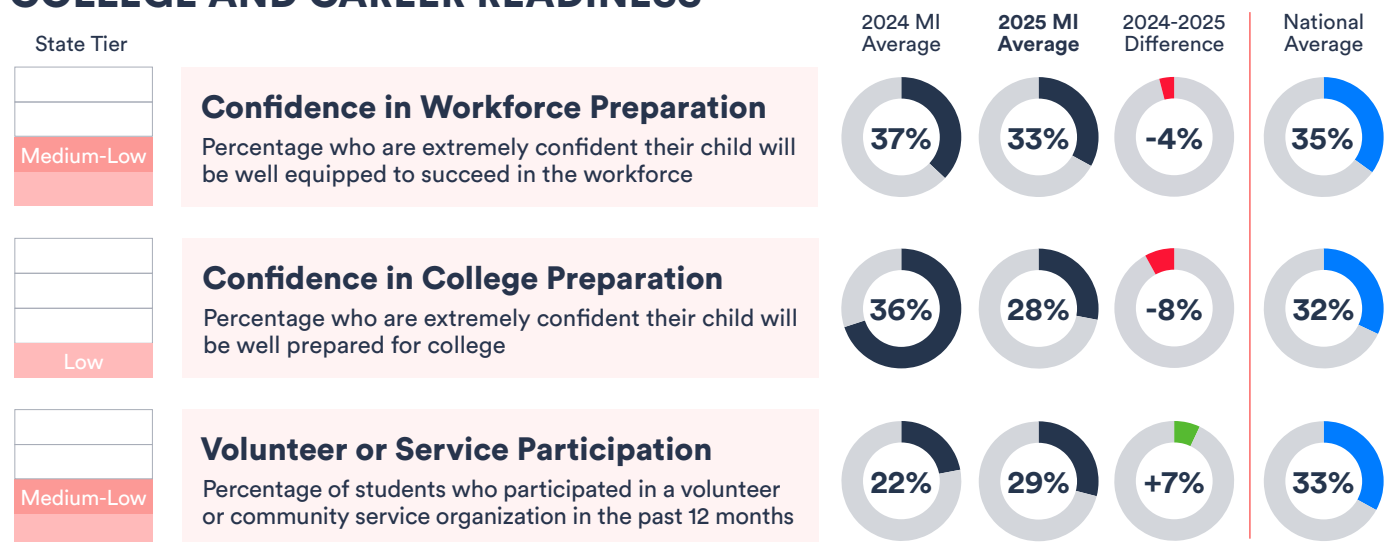 COLLEGE AND CAREER READINESS
State Tier
2024 MI
Average
2025 MI
Average
2024-2025
Difference
National
Average
Medium-Low
Confidence in Workforce Preparation
Percentage who are extremely confident their child will
be well equipped to succeed in the workforce
37%
33%
-4%
35%
Low
Confidence in College Preparation
Percentage who are extremely confident their child will
be well prepared for college
36%
28%
-8%
32%
Medium-Low
Volunteer or Service Participation
Percentage of students who participated in a volunteer
or community service organization in the past 12 months
22%
29%
+7%
33%